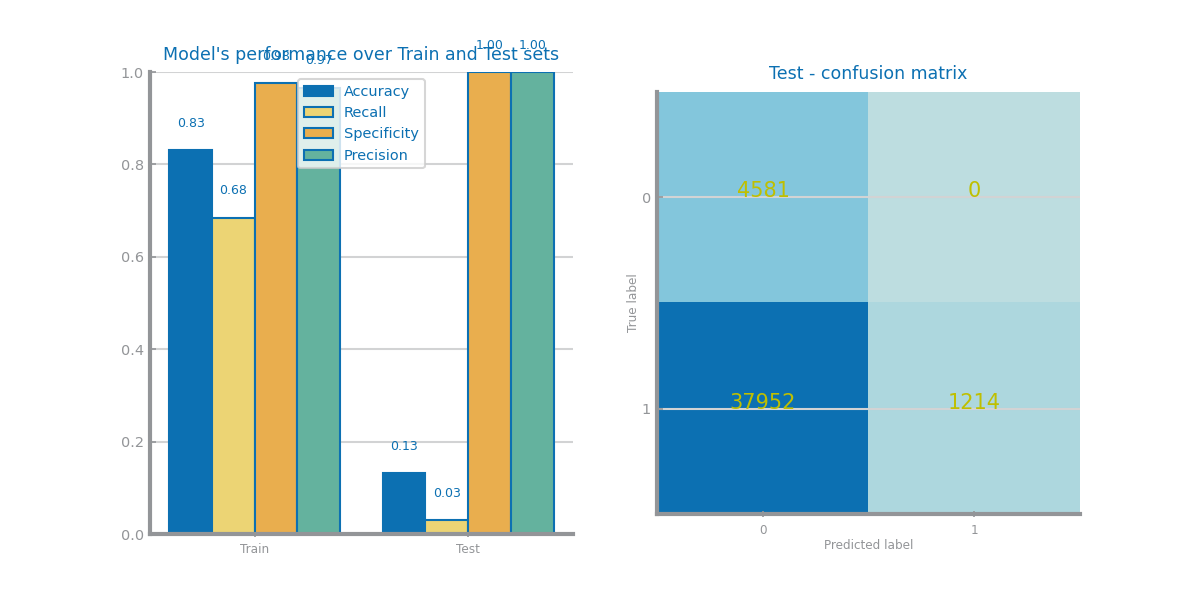 Model's performance over Train and Test sets
1.00 1.00
0.98 0.97
1.0
0.8
0.6
0.4
0.2
0.0
Accuracy
Recall
Specificity
Precision
0.83
0.68
0.13
0.03
Train Test
Test - confusion matrix
4581 0
37952 1214
0
1
True label
0 1
Predicted label